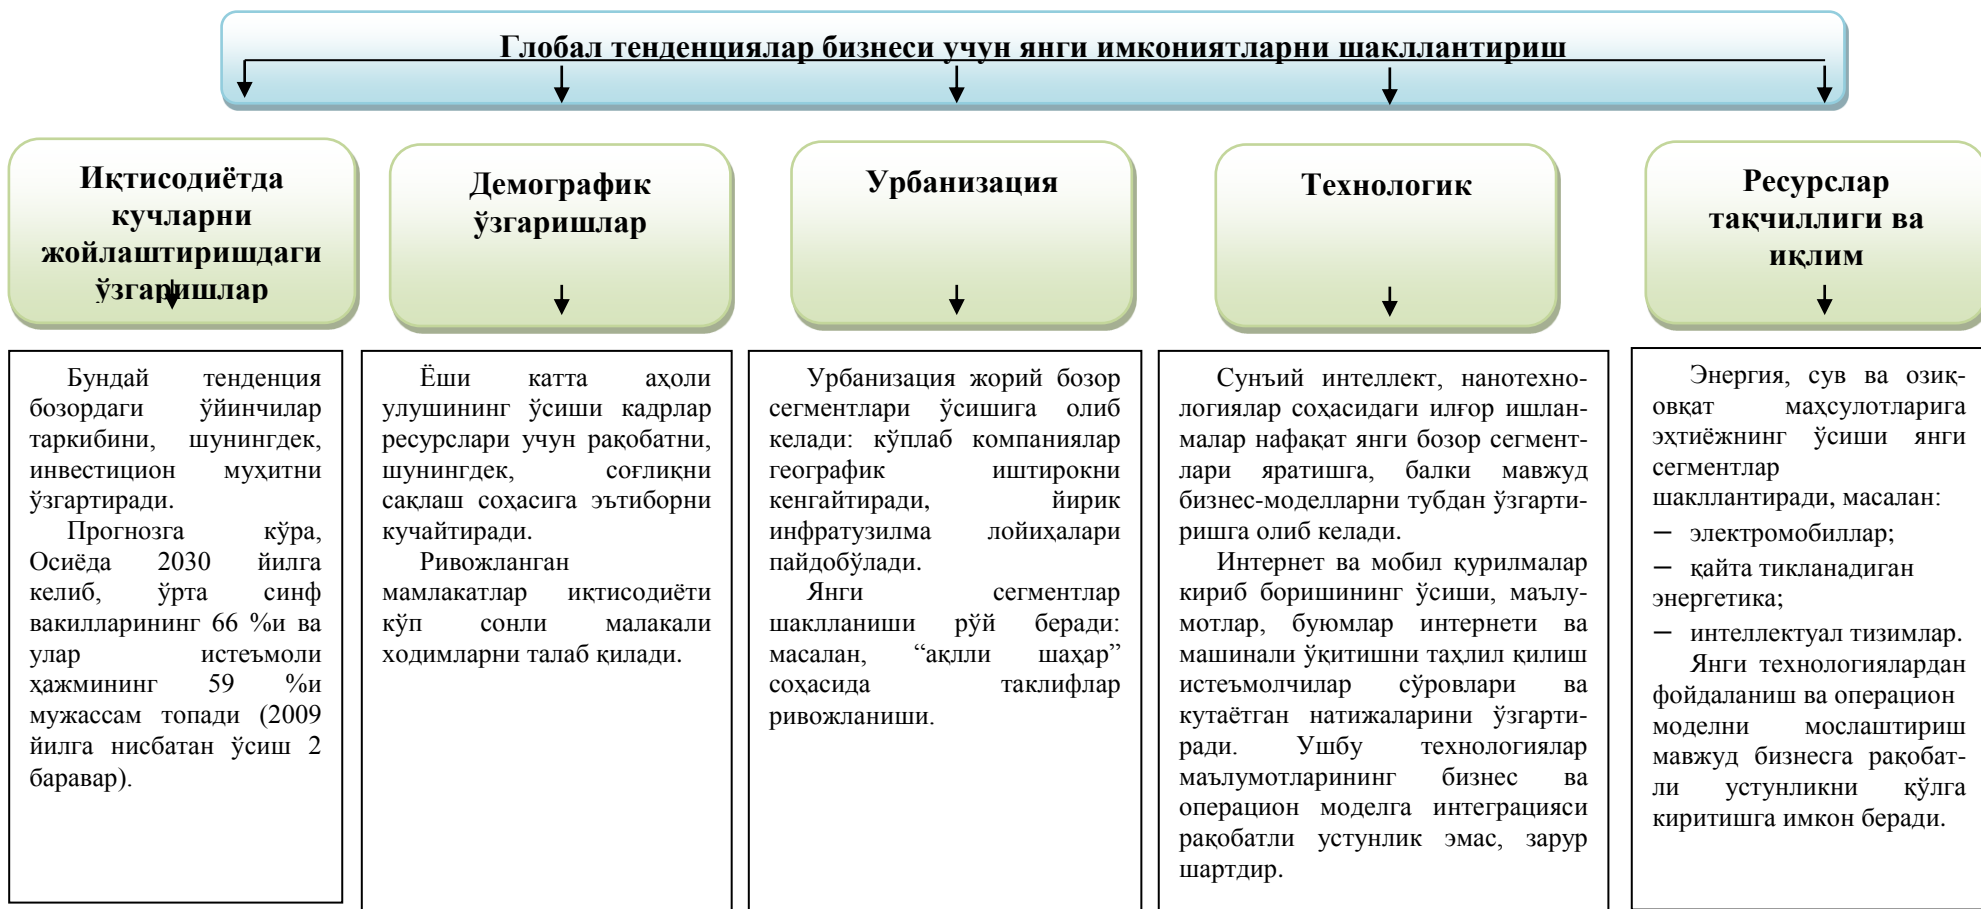 Глобал тенденциялар бизнеси учун янги имкониятларни шакллантириш
Иқтисодиётда
кучларни
жойлаштиришдаги
ўзгаришлар
Демографик
ўзгаришлар
Урбанизация
Технологик
Ресурслар
тақчиллиги ва
иқлим
Бундай тенденция
бозордаги ўйинчилар
таркибини, шунингдек,
инвестицион муҳитни
ўзгартиради.
Прогнозга кўра,
Осиёда 2030 йилга
келиб, ўрта синф
вакилларининг 66 %и ва
улар истеъмоли
ҳажмининг 59 %и
мужассам топади (2009
йилга нисбатан ўсиш 2
баравар).
Ёши катта аҳоли
улушининг ўсиши кадрлар
ресурслари учун рақобатни,
шунингдек, соғлиқни
сақлаш соҳасига эътиборни
кучайтиради.
Ривожланган
мамлакатлар иқтисодиёти
кўп сонли малакали
ходимларни талаб қилади.
Урбанизация жорий бозор
сегментлари ўсишига олиб
келади: кўплаб компаниялар
географик иштирокни
кенгайтиради, йирик
инфратузилма лойиҳалари
пайдобўлади.
Янги сегментлар
шаклланиши рўй беради:
масалан, “ақлли шаҳар”
соҳасида таклифлар
ривожланиши.
Сунъий интеллект, нанотехно-
логиялар соҳасидаги илғор ишлан-
малар нафақат янги бозор сегмент-
лари яратишга, балки мавжуд
бизнес-моделларни тубдан ўзгарти-
ришга олиб келади.
Интернет ва мобил қурилмалар
кириб боришининг ўсиши, маълу-
мотлар, буюмлар интернети ва
машинали ўқитишни таҳлил қилиш
истеъмолчилар сўровлари ва
кутаётган натижаларини ўзгарти-
ради. Ушбу технологиялар
маълумотларининг бизнес ва
операцион моделга интеграцияси
рақобатли устунлик эмас, зарур
шартдир.
Энергия, сув ва озиқ-
овқат маҳсулотларига
эҳтиёжнинг ўсиши янги
сегментлар
шакллантиради, масалан:
− электромобиллар;
− қайта тикланадиган
энергетика;
− интеллектуал тизимлар.
Янги технологиялардан
фойдаланиш ва операцион
моделни мослаштириш
мавжуд бизнесга рақобат-
ли устунликни қўлга
киритишга имкон беради.